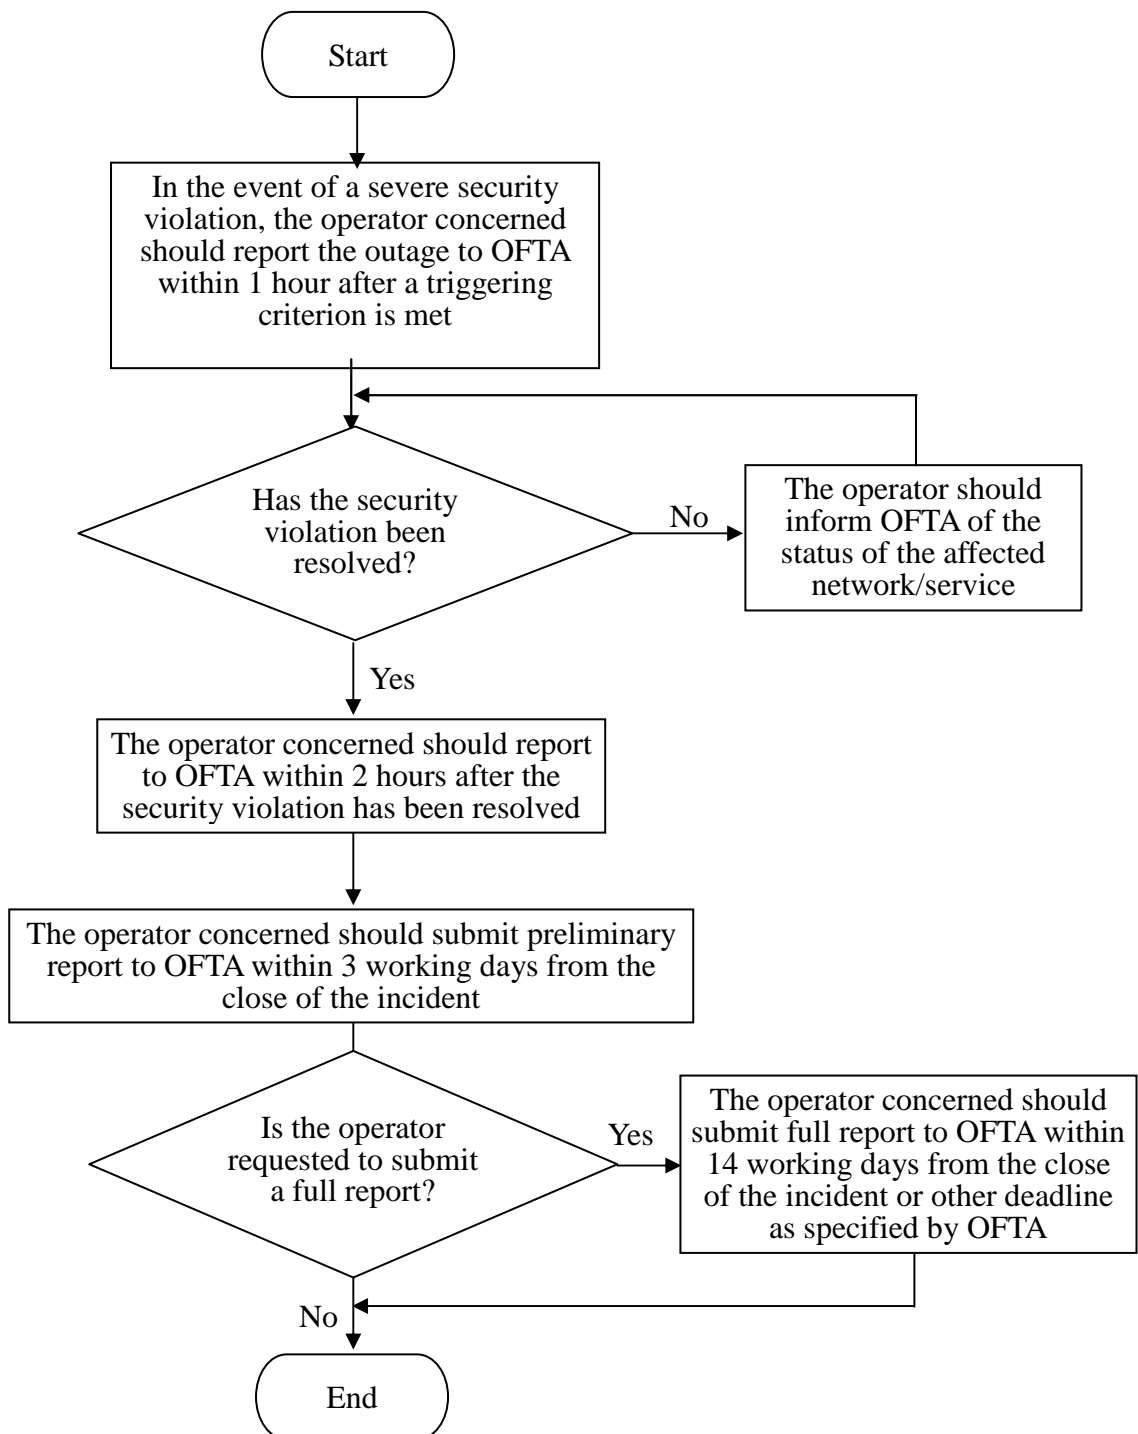 Start
In the event of a severe security
violation, the operator concerned
should report the outage to OFTA
within 1 hour after a triggering
criterion is met
Has the security
violation been
resolved?
No
The operator should
inform OFTA of the
status of the affected
network/service
Yes
The operator concerned should report
to OFTA within 2 hours after the
security violation has been resolved
The operator concerned should submit preliminary
report to OFTA within 3 working days from the
close of the incident
Is the operator
requested to submit
a full report?
Yes
The operator concerned should
submit full report to OFTA within
14 working days from the close
of the incident or other deadline
as specified by OFTA
No
End